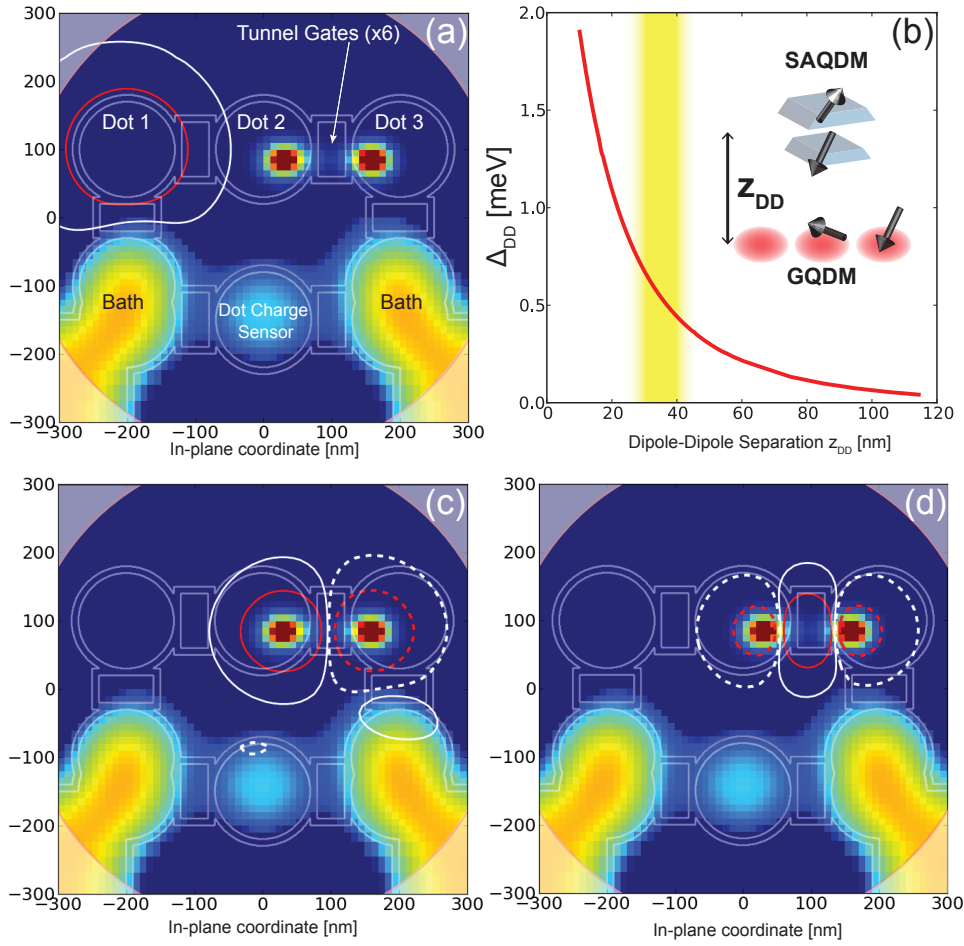 (a)
Tunnel Gates (x6)
Dot 1
Dot 2
Dot 3
Bath
Dot Charge
Sensor
Bath
300
200
100
0
−100
−200
−300
−300
−200
−100
0
100
200
300
In-plane coordinate [nm]
(b)
SAQDM
z_DD
GQDM
Δ_DD [meV]
2.0
1.5
1.0
0.5
0.0
0
20
40
60
80
100
120
Dipole-Dipole Separation z_DD [nm]
(c)
300
200
100
0
−100
−200
−300
−300
−200
−100
0
100
200
300
In-plane coordinate [nm]
(d)
300
200
100
0
−100
−200
−300
−300
−200
−100
0
100
200
300
In-plane coordinate [nm]